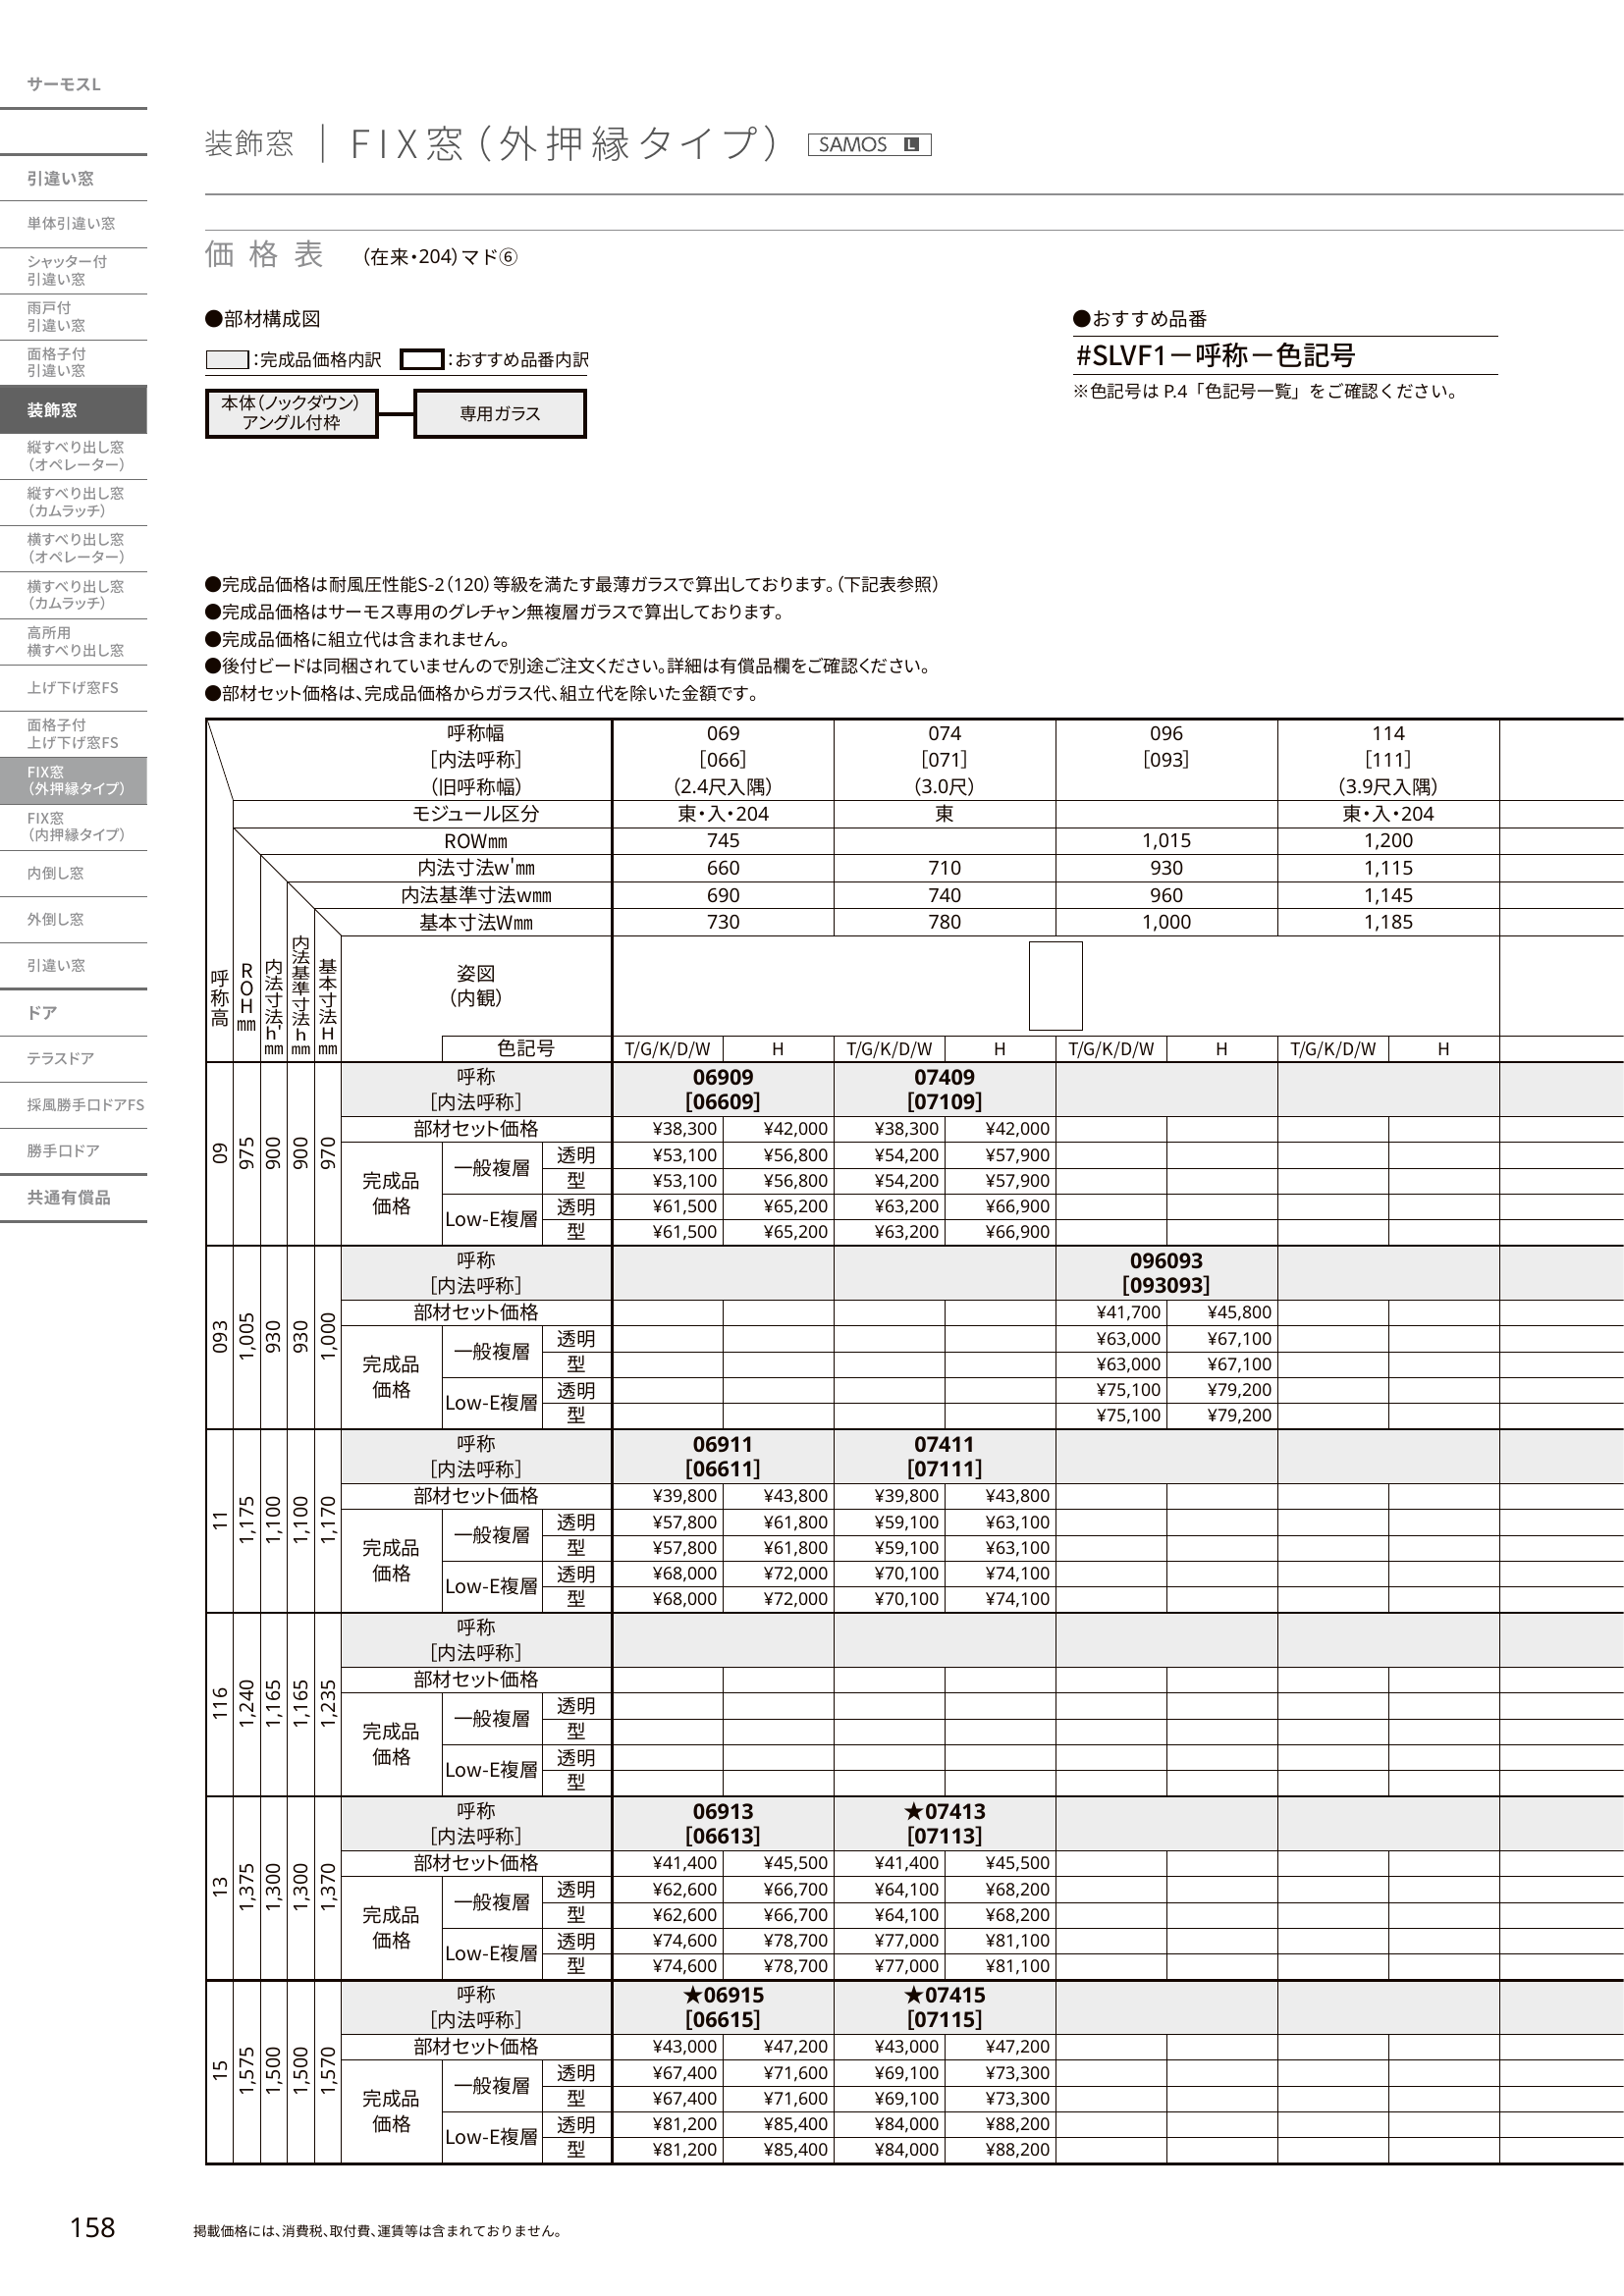 サーモスL
引違い窓
単体引違い窓
シャッター付
引違い窓
雨戸付
引違い窓
面格子付
引違い窓
装飾窓
縦すべり出し窓
（オペレーター）
縦すべり出し窓
（カムラッチ）
横すべり出し窓
（オペレーター）
横すべり出し窓
（カムラッチ）
高所用
横すべり出し窓
上げ下げ窓FS
面格子付
上げ下げ窓FS
FIX窓
（外押縁タイプ）
FIX窓
（内押縁タイプ）
内倒し窓
外倒し窓
引違い窓
ドア
テラスドア
採風勝手口ドアFS
勝手口ドア
共通有償品
装飾窓 FIX窓（外押縁タイプ） SAMOS L
価格表 （在来・204）マド⑥
●部材構成図
：完成品価格内訳 ：おすすめ品番内訳
本体（ノックダウン）
アングル付枠
専用ガラス
●おすすめ品番
#SLVF1－呼称－色記号
※色記号は P.4「色記号一覧」をご確認ください。
●完成品価格は耐風圧性能S-2（120）等級を満たす最薄ガラスで算出しております。（下記表参照）
●完成品価格はサーモス専用のグレチャン無複層ガラスで算出しております。
●完成品価格に組立代は含まれません。
●後付ビードは同梱されていませんので別途ご注文ください。詳細は有償品欄をご確認ください。
●部材セット価格は、完成品価格からガラス代、組立代を除いた金額です。
呼称幅 069 074 096 114
［内法呼称］ ［066］ ［071］ ［093］ ［111］
（旧呼称幅） （2.4尺入隅） （3.0尺） （3.9尺入隅）
モジュール区分 東・入・204 東 東・入・204
ROW㎜ 745 1,015 1,200
内法寸法w'㎜ 660 710 930 1,115
内法基準寸法w㎜ 690 740 960 1,145
基本寸法W㎜ 730 780 1,000 1,185
呼称高 ROH㎜ 内法寸法h'㎜ 内法基準寸法h㎜ 基本寸法H㎜
姿図
（内観）
色記号 T/G/K/D/W H T/G/K/D/W H T/G/K/D/W H T/G/K/D/W H
09 975 900 900 970
呼称 06909 07409
［内法呼称］ [06609] [07109]
部材セット価格 ¥38,300 ¥42,000 ¥38,300 ¥42,000
完成品価格 一般複層 透明 ¥53,100 ¥56,800 ¥54,200 ¥57,900
型 ¥53,100 ¥56,800 ¥54,200 ¥57,900
Low-E複層 透明 ¥61,500 ¥65,200 ¥63,200 ¥66,900
型 ¥61,500 ¥65,200 ¥63,200 ¥66,900
093 1,005 930 930 1,000
呼称 096093
［内法呼称］ [093093]
部材セット価格 ¥41,700 ¥45,800
完成品価格 一般複層 透明 ¥63,000 ¥67,100
型 ¥63,000 ¥67,100
Low-E複層 透明 ¥75,100 ¥79,200
型 ¥75,100 ¥79,200
11 1,175 1,100 1,100 1,170
呼称 06911 07411
［内法呼称］ [06611] [07111]
部材セット価格 ¥39,800 ¥43,800 ¥39,800 ¥43,800
完成品価格 一般複層 透明 ¥57,800 ¥61,800 ¥59,100 ¥63,100
型 ¥57,800 ¥61,800 ¥59,100 ¥63,100
Low-E複層 透明 ¥68,000 ¥72,000 ¥70,100 ¥74,100
型 ¥68,000 ¥72,000 ¥70,100 ¥74,100
116 1,240 1,165 1,165 1,235
呼称
［内法呼称］
部材セット価格
完成品価格 一般複層 透明
型
Low-E複層 透明
型
13 1,375 1,300 1,300 1,370
呼称 06913 ★07413
［内法呼称］ [06613] [07113]
部材セット価格 ¥41,400 ¥45,500 ¥41,400 ¥45,500
完成品価格 一般複層 透明 ¥62,600 ¥66,700 ¥64,100 ¥68,200
型 ¥62,600 ¥66,700 ¥64,100 ¥68,200
Low-E複層 透明 ¥74,600 ¥78,700 ¥77,000 ¥81,100
型 ¥74,600 ¥78,700 ¥77,000 ¥81,100
15 1,575 1,500 1,500 1,570
呼称 ★06915 ★07415
［内法呼称］ [06615] [07115]
部材セット価格 ¥43,000 ¥47,200 ¥43,000 ¥47,200
完成品価格 一般複層 透明 ¥67,400 ¥71,600 ¥69,100 ¥73,300
型 ¥67,400 ¥71,600 ¥69,100 ¥73,300
Low-E複層 透明 ¥81,200 ¥85,400 ¥84,000 ¥88,200
型 ¥81,200 ¥85,400 ¥84,000 ¥88,200
158 掲載価格には、消費税、取付費、運賃等は含まれておりません。